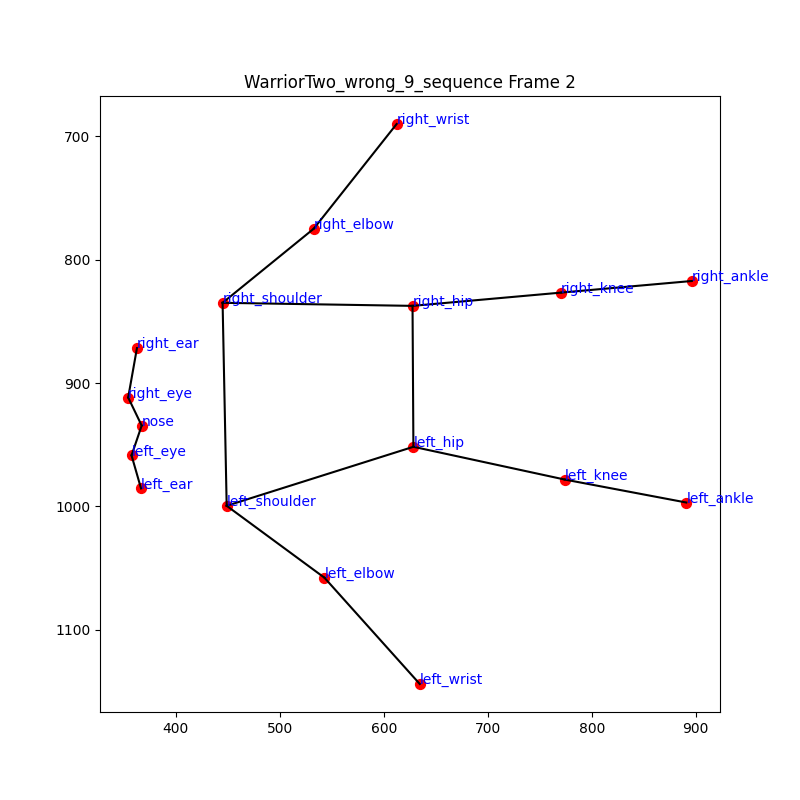 WarriorTwo_wrong_9_sequence Frame 2
right_wrist
700
right_elbow
800
right_ankle
right_knee
right_shoulder
right_hip
right_ear
900
right_eye
nose
left_hip
left_eye
left_knee
left_ear
1000
left_shoulder
left_ankle
left_elbow
1100
left_wrist
400 500 600 700 800 900